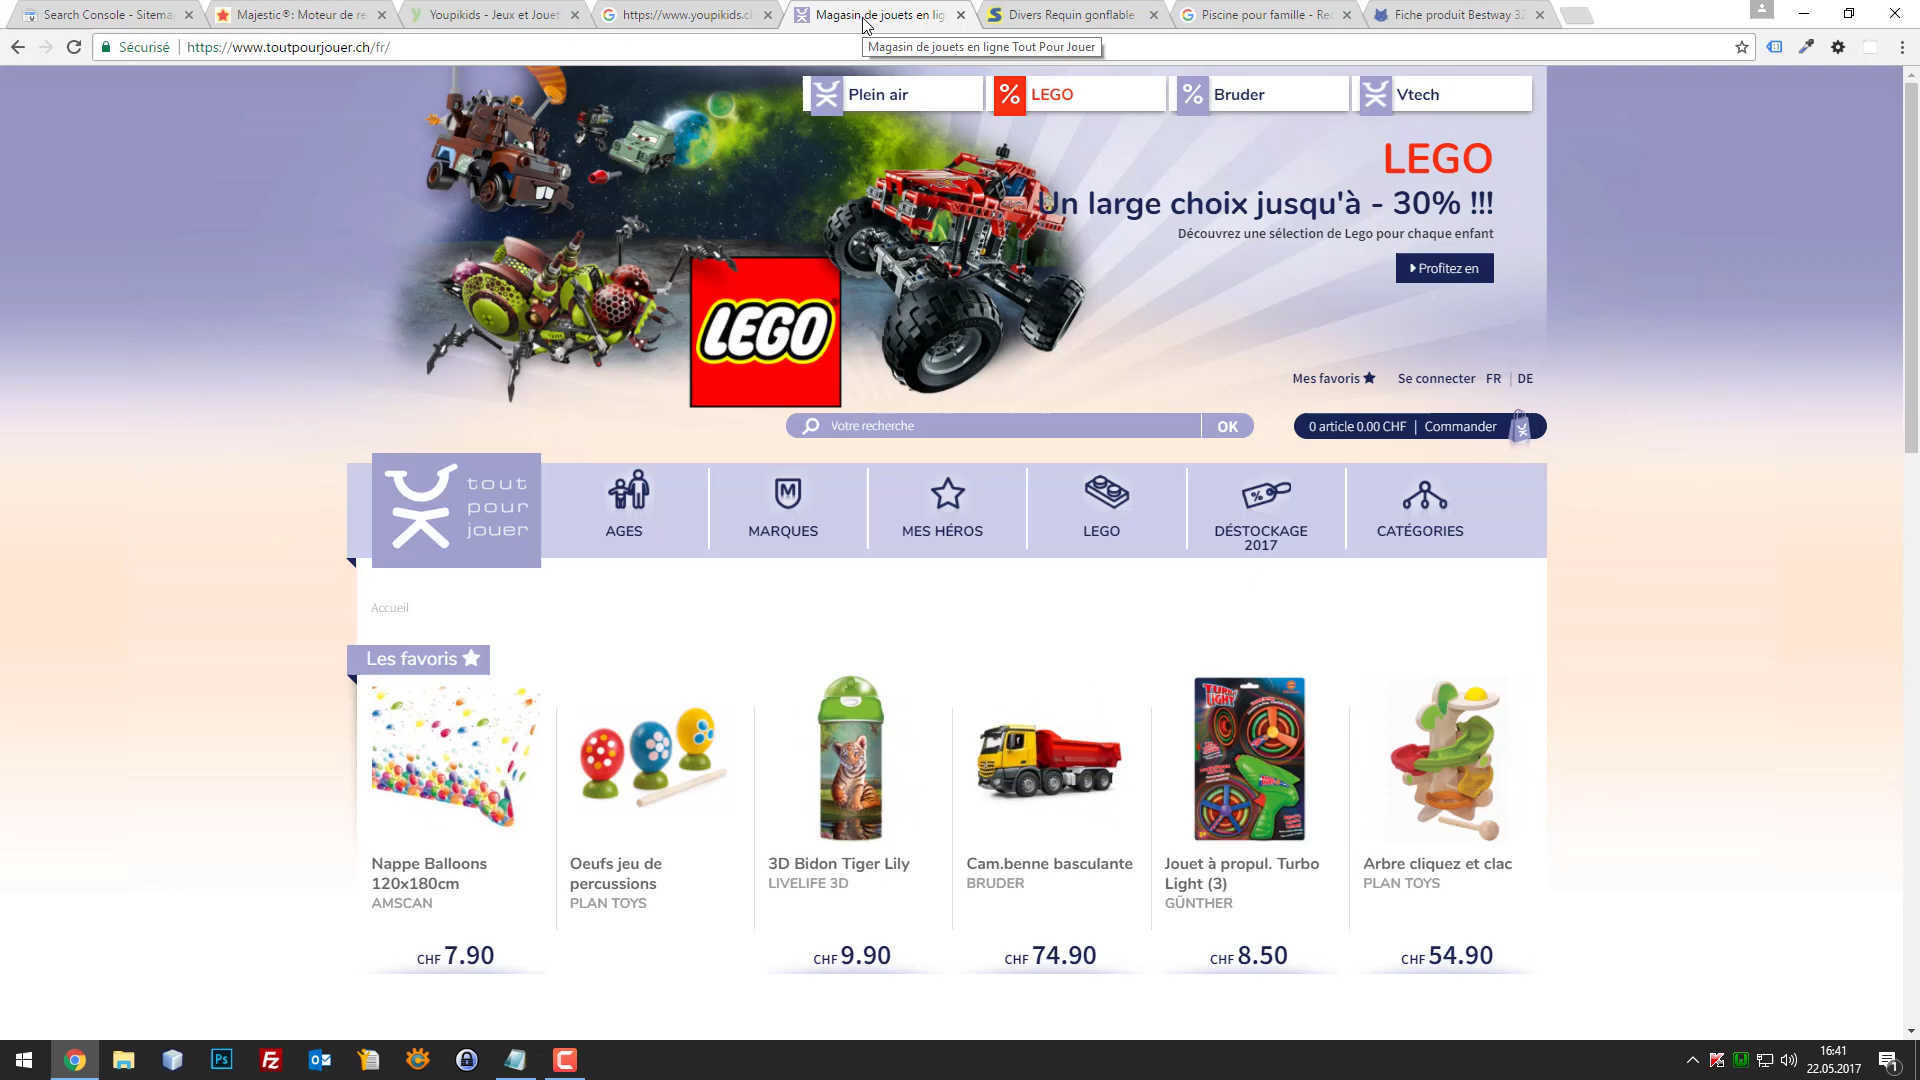 Search Console - Sitema
Majestic®: Moteur de re
Youpikids - Jeux et Jouet
https://www.youpikids.c
Magasin de jouets en lig
Divers Requin gonflable
Piscine pour famille - Re
Fiche produit Bestway 32
Sécurisé
https://www.toutpourjouer.ch/fr/
Magasin de jouets en ligne Tout Pour Jouer
Plein air
% LEGO
% Bruder
Vtech
LEGO
Un large choix jusqu'à - 30% !!!
Découvrez une sélection de Lego pour chaque enfant
Profitez en
LEGO
Mes favoris
Se connecter
FR | DE
Votre recherche
OK
0 article 0.00 CHF | Commander
tout
pour
jouer
AGES
MARQUES
MES HÉROS
LEGO
DÉSTOCKAGE
2017
CATÉGORIES
Accueil
Les favoris
Nappe Balloons
120x180cm
AMSCAN
CHF 7.90
Oeufs jeu de
percussions
PLAN TOYS
3D Bidon Tiger Lily
LIVELIFE 3D
CHF 9.90
Cam.benne basculante
BRUDER
CHF 74.90
TURBO
LIGHT
Jouet à propul. Turbo
Light (3)
GÜNTHER
CHF 8.50
Arbre cliquez et clac
PLAN TOYS
CHF 54.90
16:41
22.05.2017
1